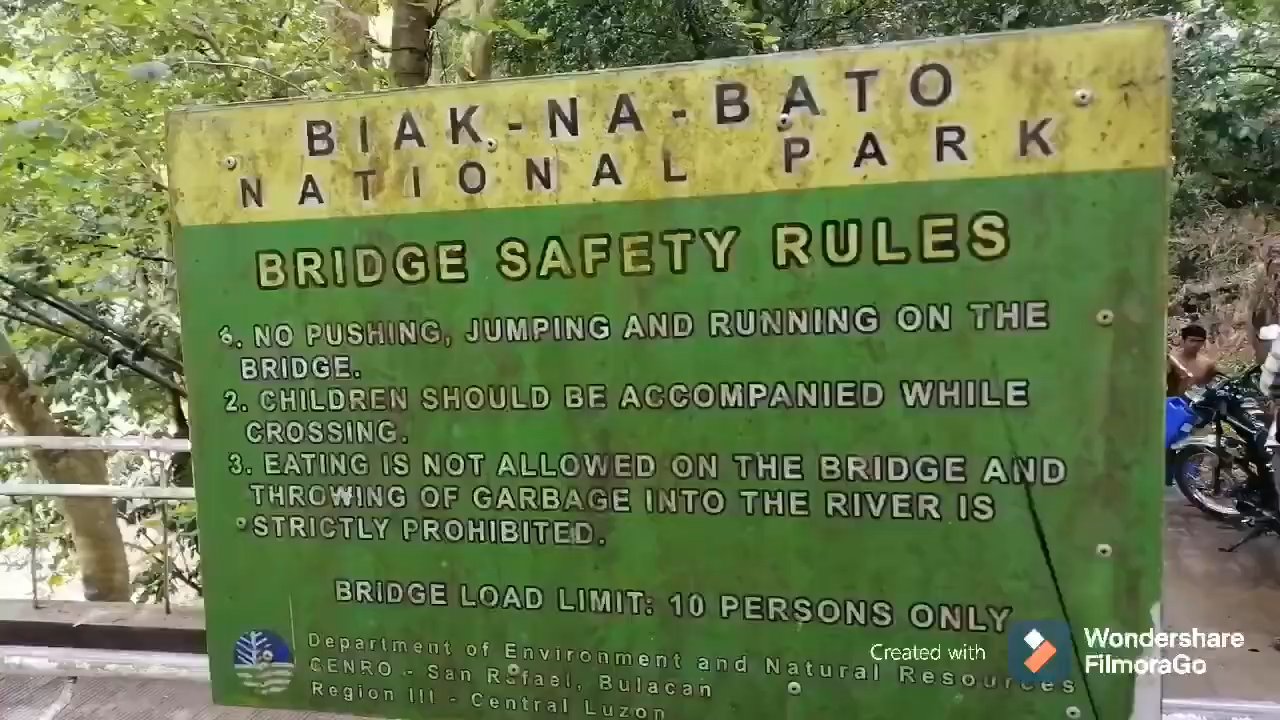 BIAK-NA-BATO
NATIONAL PARK
BRIDGE SAFETY RULES
1. NO PUSHING, JUMPING AND RUNNING ON THE
BRIDGE.
2. CHILDREN SHOULD BE ACCOMPANIED WHILE
CROSSING.
3. EATING IS NOT ALLOWED ON THE BRIDGE AND
THROWING OF GARBAGE INTO THE RIVER IS
STRICTLY PROHIBITED.
BRIDGE LOAD LIMIT: 10 PERSONS ONLY
Department of Environment and Natural Resources
CENRO - San Rafael, Bulacan
Region III - Central Luzon
Created with
Wondershare
FilmoraGo